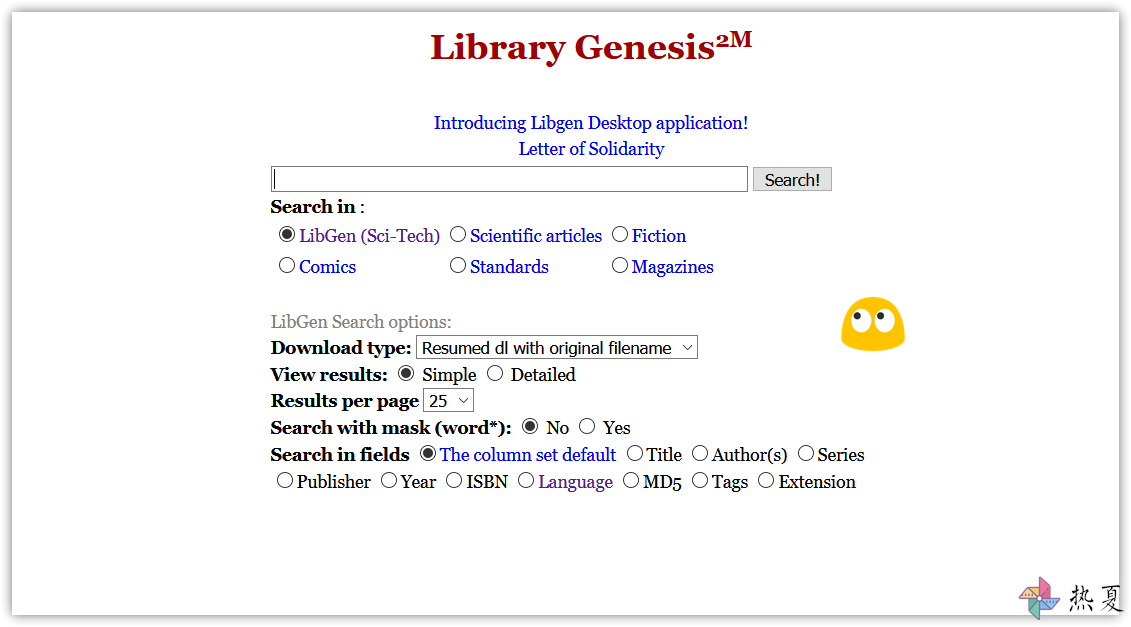 Library Genesis2M
Introducing Libgen Desktop application!
Letter of Solidarity
Search!
Search in :
LibGen (Sci-Tech) Scientific articles Fiction
Comics Standards Magazines
LibGen Search options:
Download type: Resumed dl with original filename
View results: Simple Detailed
Results per page 25
Search with mask (word*): No Yes
Search in fields The column set default Title Author(s) Series
Publisher Year ISBN Language MD5 Tags Extension
热夏